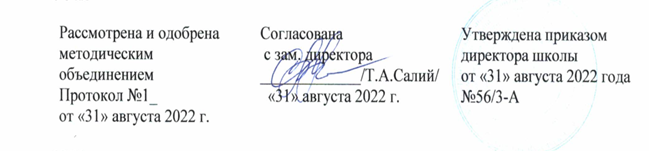 Рассмотрена и одобрена
методическим
объединением
Протокол №1_
от «31» августа 2022 г.
Согласована
с зам. директора
____________/Т.А.Салий/
«31» августа 2022 г.
Утверждена приказом
директора школы
от «31» августа 2022 года
№56/3-А